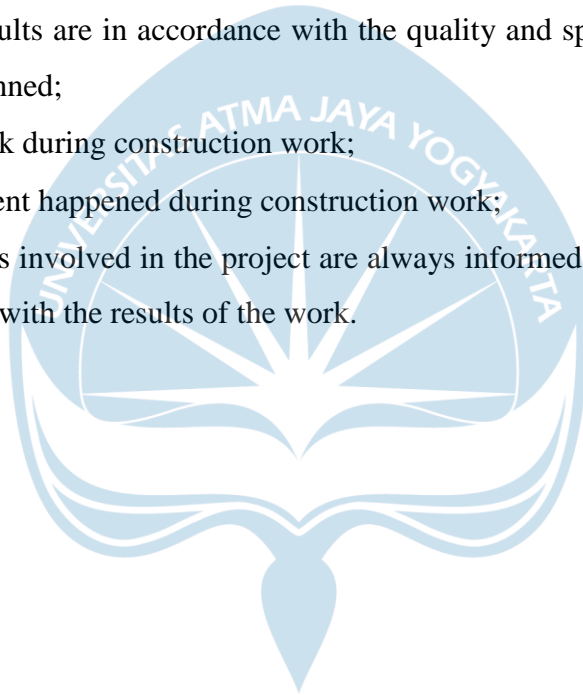 ults are in accordance with the quality and sp
nned;
k during construction work;
ent happened during construction work;
s involved in the project are always informed
with the results of the work.
UNIVERSITAS ATMA JAYA YOGYAKARTA